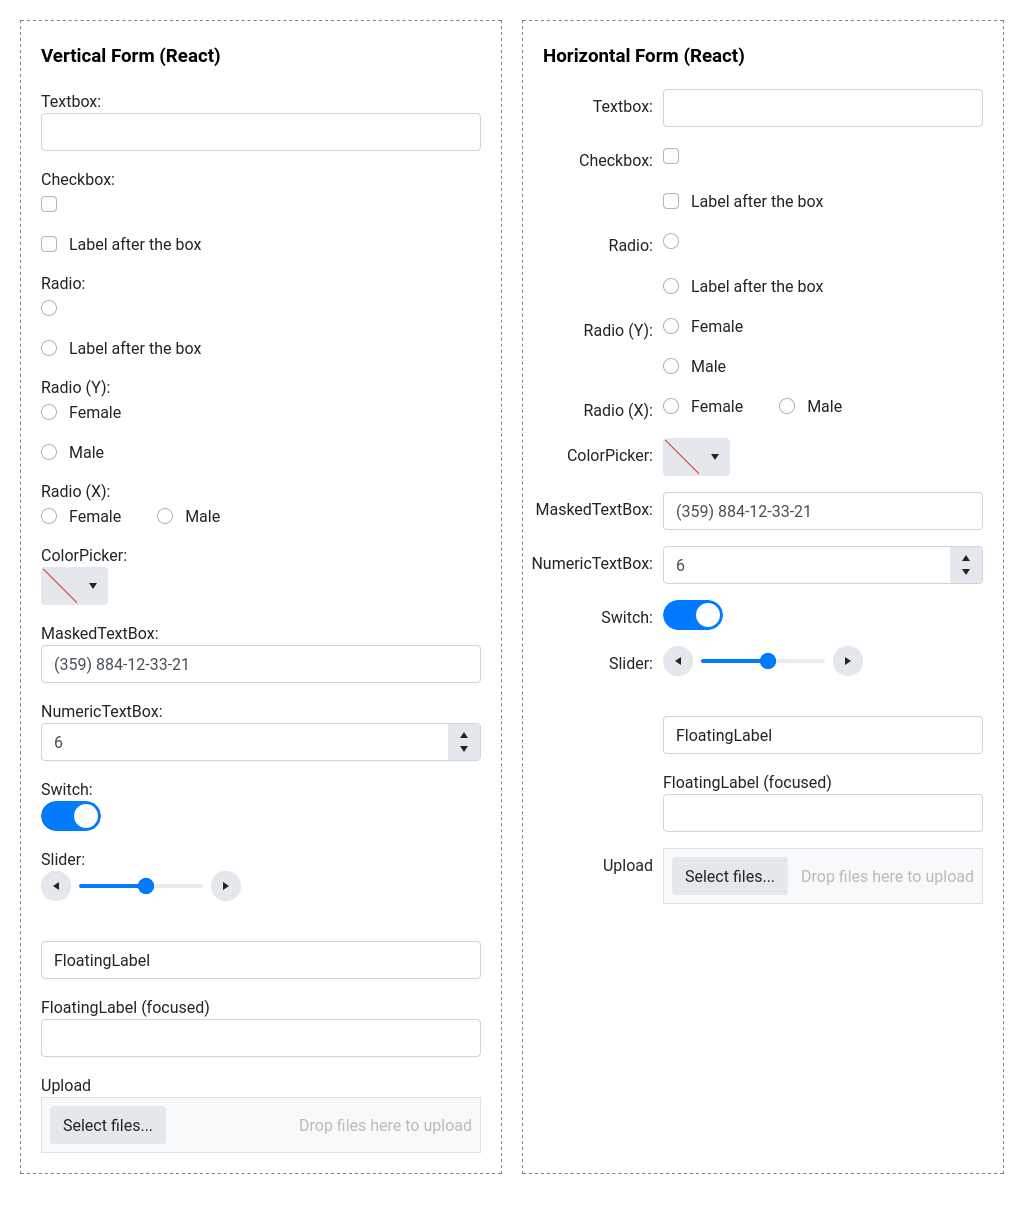 Vertical Form (React)
Textbox:
Checkbox:
Label after the box
Radio:
Label after the box
Radio (Y):
Female
Male
Radio (X):
Female Male
ColorPicker:
MaskedTextBox:
(359) 884-12-33-21
NumericTextBox:
6
Switch:
Slider:
FloatingLabel
FloatingLabel (focused)
Upload
Select files... Drop files here to upload
Horizontal Form (React)
Textbox:
Checkbox:
Label after the box
Radio:
Label after the box
Radio (Y): Female
Male
Radio (X): Female Male
ColorPicker:
MaskedTextBox: (359) 884-12-33-21
NumericTextBox: 6
Switch:
Slider:
FloatingLabel
FloatingLabel (focused)
Upload Select files... Drop files here to upload